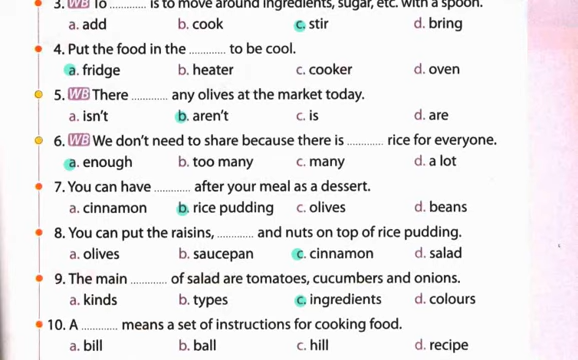 3. WB To ............ is to move around ingredients, sugar, etc. with a spoon.
a. add b. cook c. stir d. bring
4. Put the food in the ............ to be cool.
a. fridge b. heater c. cooker d. oven
5. WB There ............ any olives at the market today.
a. isn't b. aren't c. is d. are
6. WB We don't need to share because there is ............ rice for everyone.
a. enough b. too many c. many d. a lot
7. You can have ............ after your meal as a dessert.
a. cinnamon b. rice pudding c. olives d. beans
8. You can put the raisins, ............ and nuts on top of rice pudding.
a. olives b. saucepan c. cinnamon d. salad
9. The main ............ of salad are tomatoes, cucumbers and onions.
a. kinds b. types c. ingredients d. colours
10. A ............ means a set of instructions for cooking food.
a. bill b. ball c. hill d. recipe